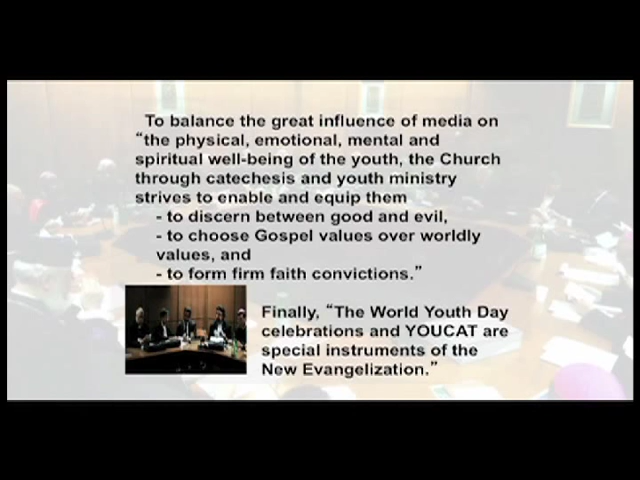 To balance the great influence of media on
“the physical, emotional, mental and
spiritual well-being of the youth, the Church
through catechesis and youth ministry
strives to enable and equip them
- to discern between good and evil,
- to choose Gospel values over worldly
values, and
- to form firm faith convictions.”
Finally, “The World Youth Day
celebrations and YOUCAT are
special instruments of the
New Evangelization.”